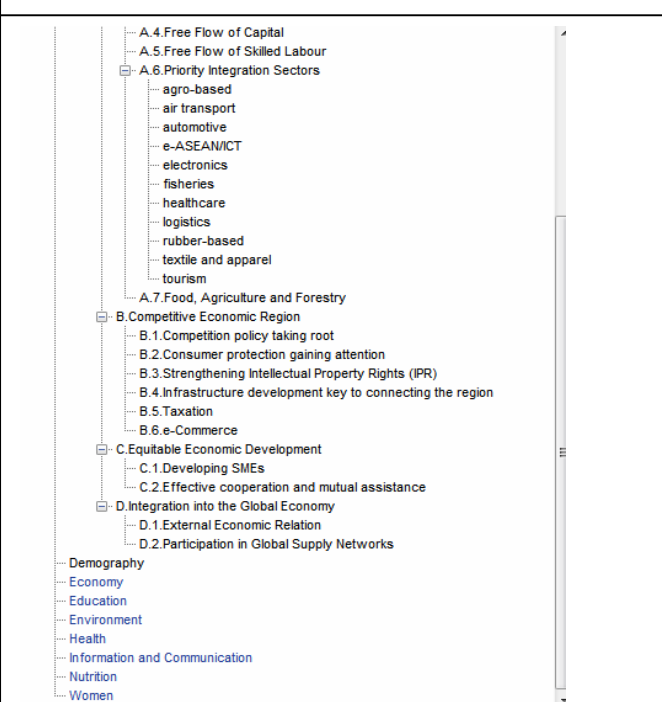 A.4.Free Flow of Capital
A.5.Free Flow of Skilled Labour
A.6.Priority Integration Sectors
agro-based
air transport
automotive
e-ASEAN/ICT
electronics
fisheries
healthcare
logistics
rubber-based
textile and apparel
tourism
A.7.Food, Agriculture and Forestry
B.Competitive Economic Region
B.1.Competition policy taking root
B.2.Consumer protection gaining attention
B.3.Strengthening Intellectual Property Rights (IPR)
B.4.Infrastructure development key to connecting the region
B.5.Taxation
B.6.e-Commerce
C.Equitable Economic Development
C.1.Developing SMEs
C.2.Effective cooperation and mutual assistance
D.Integration into the Global Economy
D.1.External Economic Relation
D.2.Participation in Global Supply Networks
Demography
Economy
Education
Environment
Health
Information and Communication
Nutrition
Women